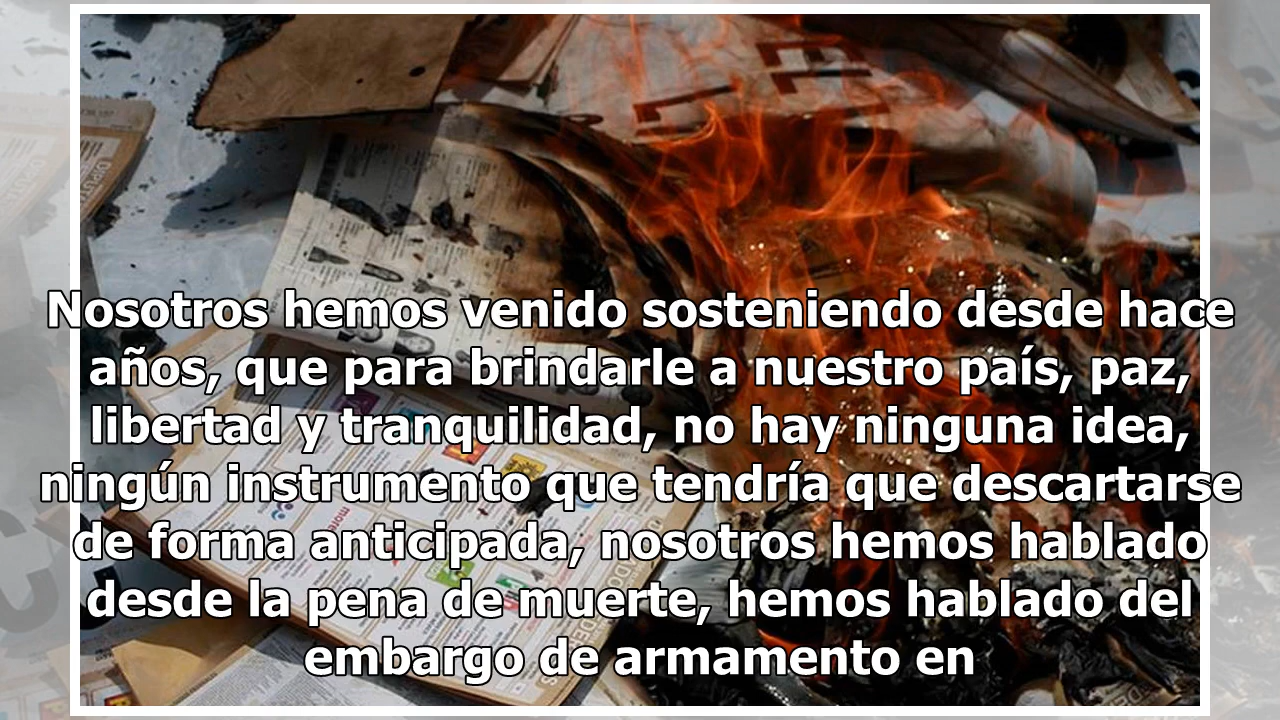 Nosotros hemos venido sosteniendo desde hace
años, que para brindarle a nuestro país, paz,
libertad y tranquilidad, no hay ninguna idea,
ningún instrumento que tendría que descartarse
de forma anticipada, nosotros hemos hablado
desde la pena de muerte, hemos hablado del
embargo de armamento en